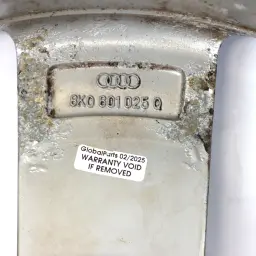 8K0 601 025 Q
GlobalParts 02/2025
WARRANTY VOID
IF REMOVED